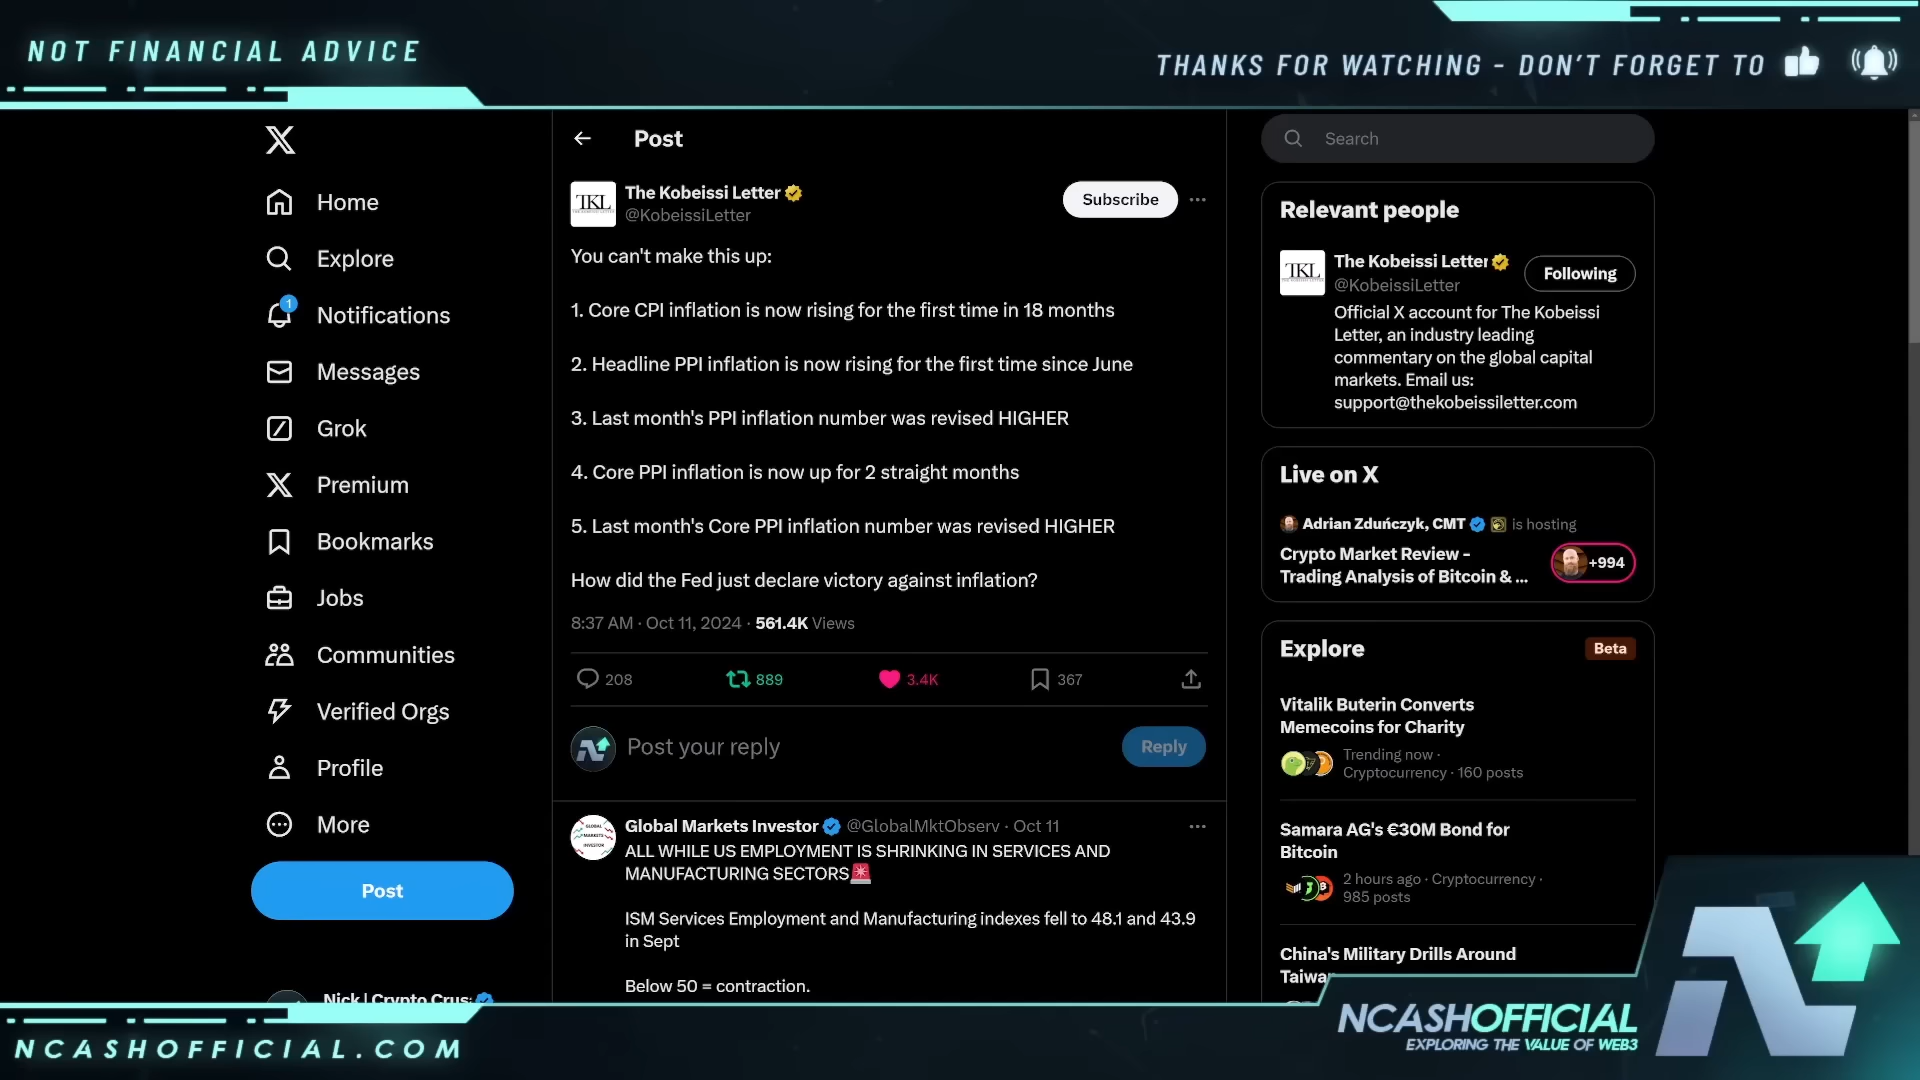 NOT FINANCIAL ADVICE
THANKS FOR WATCHING - DON'T FORGET TO
Home
Explore
1
Notifications
Messages
Grok
Premium
Bookmarks
Jobs
Communities
Verified Orgs
Profile
More
Post
Nick | Crypto Crus
Post
TKL
The Kobeissi Letter
@KobeissiLetter
Subscribe
You can't make this up:
1. Core CPI inflation is now rising for the first time in 18 months
2. Headline PPI inflation is now rising for the first time since June
3. Last month's PPI inflation number was revised HIGHER
4. Core PPI inflation is now up for 2 straight months
5. Last month's Core PPI inflation number was revised HIGHER
How did the Fed just declare victory against inflation?
8:37 AM · Oct 11, 2024 · 561.4K Views
208 889 3.4K 367
Post your reply
Reply
GLOBAL
MARKETS
INVESTOR
Global Markets Investor @GlobalMktObserv · Oct 11
ALL WHILE US EMPLOYMENT IS SHRINKING IN SERVICES AND
MANUFACTURING SECTORS🚨
ISM Services Employment and Manufacturing indexes fell to 48.1 and 43.9
in Sept
Below 50 = contraction.
Search
Relevant people
TKL
The Kobeissi Letter
@KobeissiLetter
Following
Official X account for The Kobeissi
Letter, an industry leading
commentary on the global capital
markets. Email us:
support@thekobeissiletter.com
Live on X
Adrian Zduńczyk, CMT is hosting
Crypto Market Review -
Trading Analysis of Bitcoin & ...
+994
Explore
Beta
Vitalik Buterin Converts
Memecoins for Charity
Trending now ·
Cryptocurrency · 160 posts
Samara AG's €30M Bond for
Bitcoin
2 hours ago · Cryptocurrency ·
985 posts
China's Military Drills Around
Taiwan
NCASHOFFICIAL.COM
NCASHOFFICIAL
EXPLORING THE VALUE OF WEB3